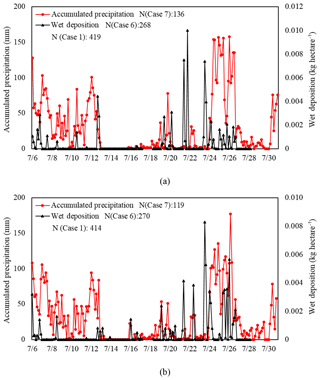 Accumulated precipitation N(Case 7):136
Wet deposition N(Case 6):268
N (Case 1): 419
Accumulated precipitation (mm)
200
150
100
50
0
Wet deposition (kg hectare⁻¹)
0.012
0.010
0.008
0.006
0.004
0.002
0
7/6 7/8 7/10 7/12 7/14 7/16 7/18 7/20 7/22 7/24 7/26 7/28 7/30
(a)
Accumulated precipitation N(Case 7):119
Wet deposition N(Case 6):270
N (Case 1): 414
Accumulated precipitation (mm)
200
150
100
50
0
Wet deposition (kg hectare⁻¹)
0.010
0.008
0.006
0.004
0.002
0
7/6 7/8 7/10 7/12 7/14 7/16 7/18 7/20 7/22 7/24 7/26 7/28 7/30
(b)